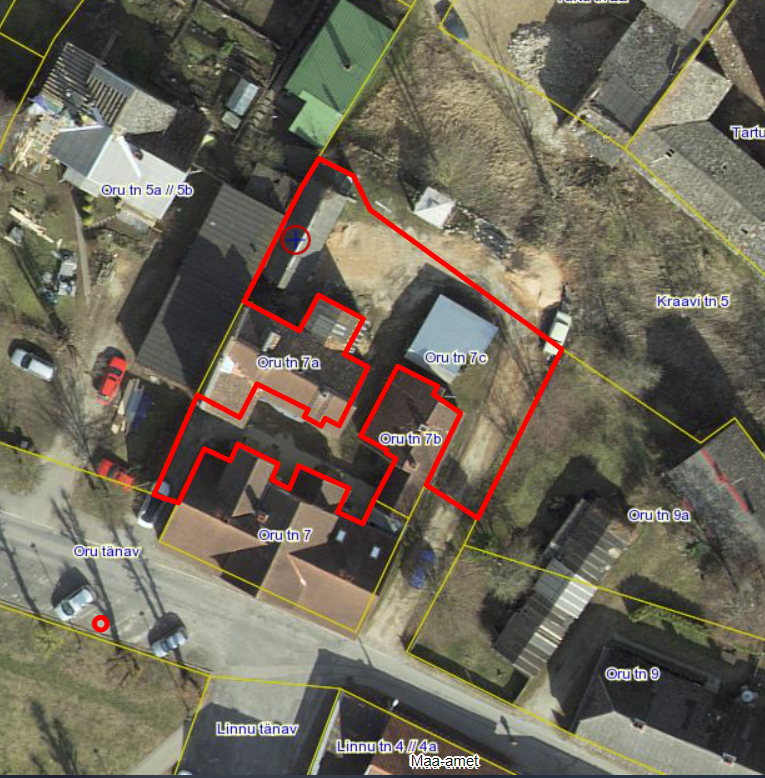 Tartu
Oru tn 5a // 5b
Kraavi tn 5
Oru tn 7a
Oru tn 7c
Oru tn 7b
Oru tn 9a
Oru tn 7
Oru tänav
Oru tn 9
Linnu tänav
Linnu tn 4 // 4a
Maa-amet